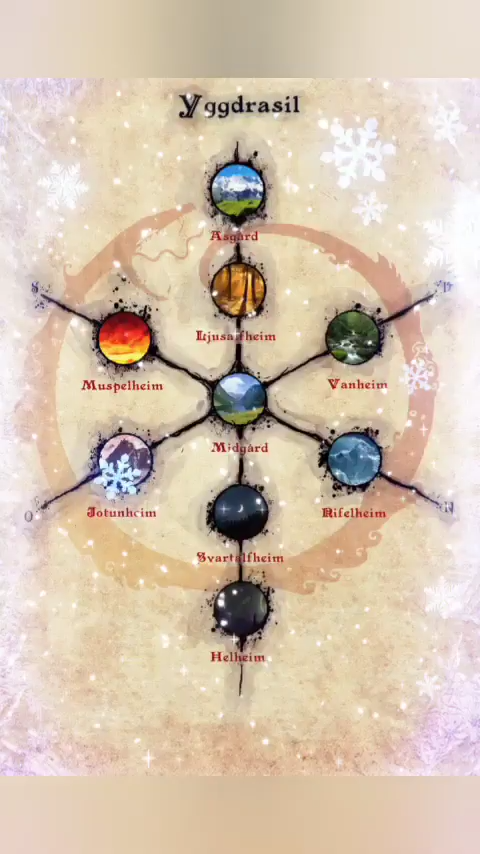 Yggdrasil
Asgard
Ljusalfheim
Muspelheim
Vanheim
Midgard
Jotunheim
Nifelheim
Svartalfheim
Helheim